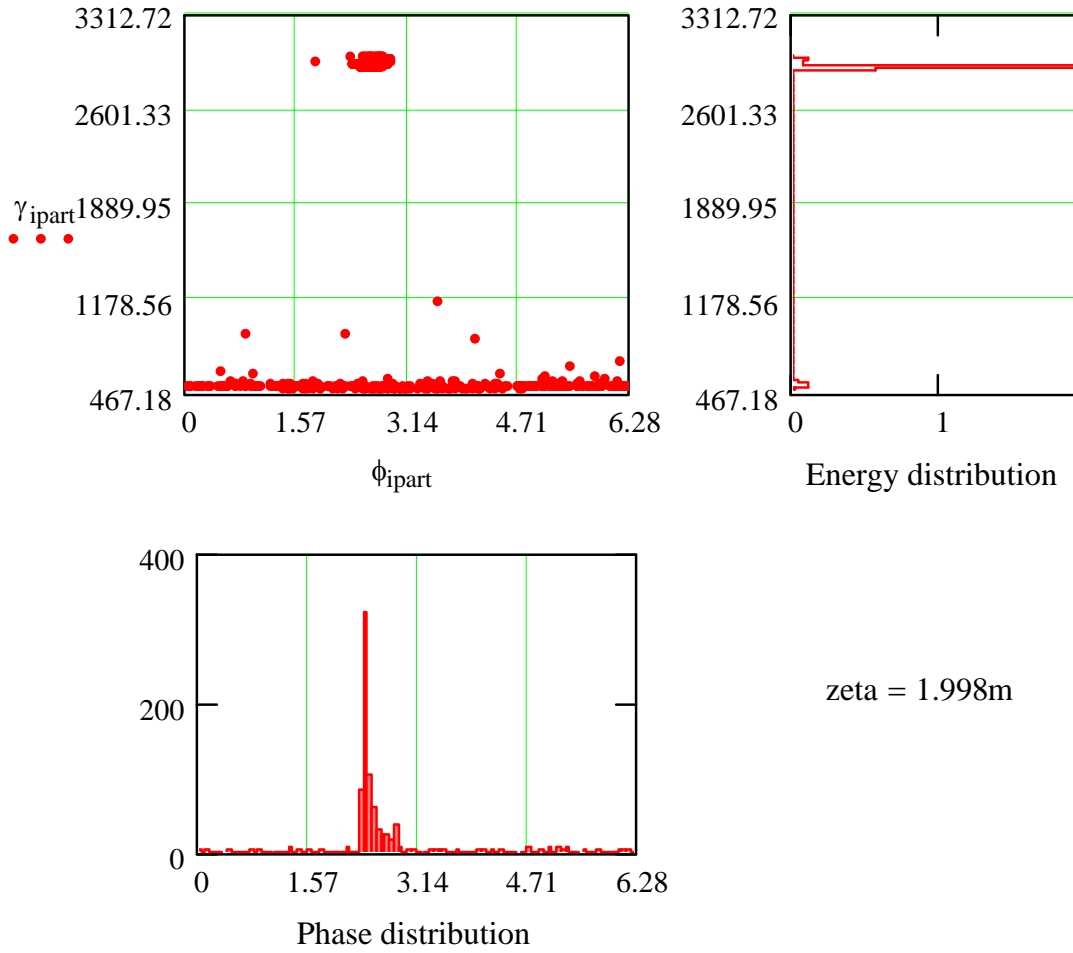 3312.72
2601.33
1889.95
1178.56
467.18
γipart
0 1.57 3.14 4.71 6.28
ϕipart
3312.72
2601.33
1889.95
1178.56
467.18
0 1
Energy distribution
400
200
0
0 1.57 3.14 4.71 6.28
Phase distribution
zeta = 1.998m